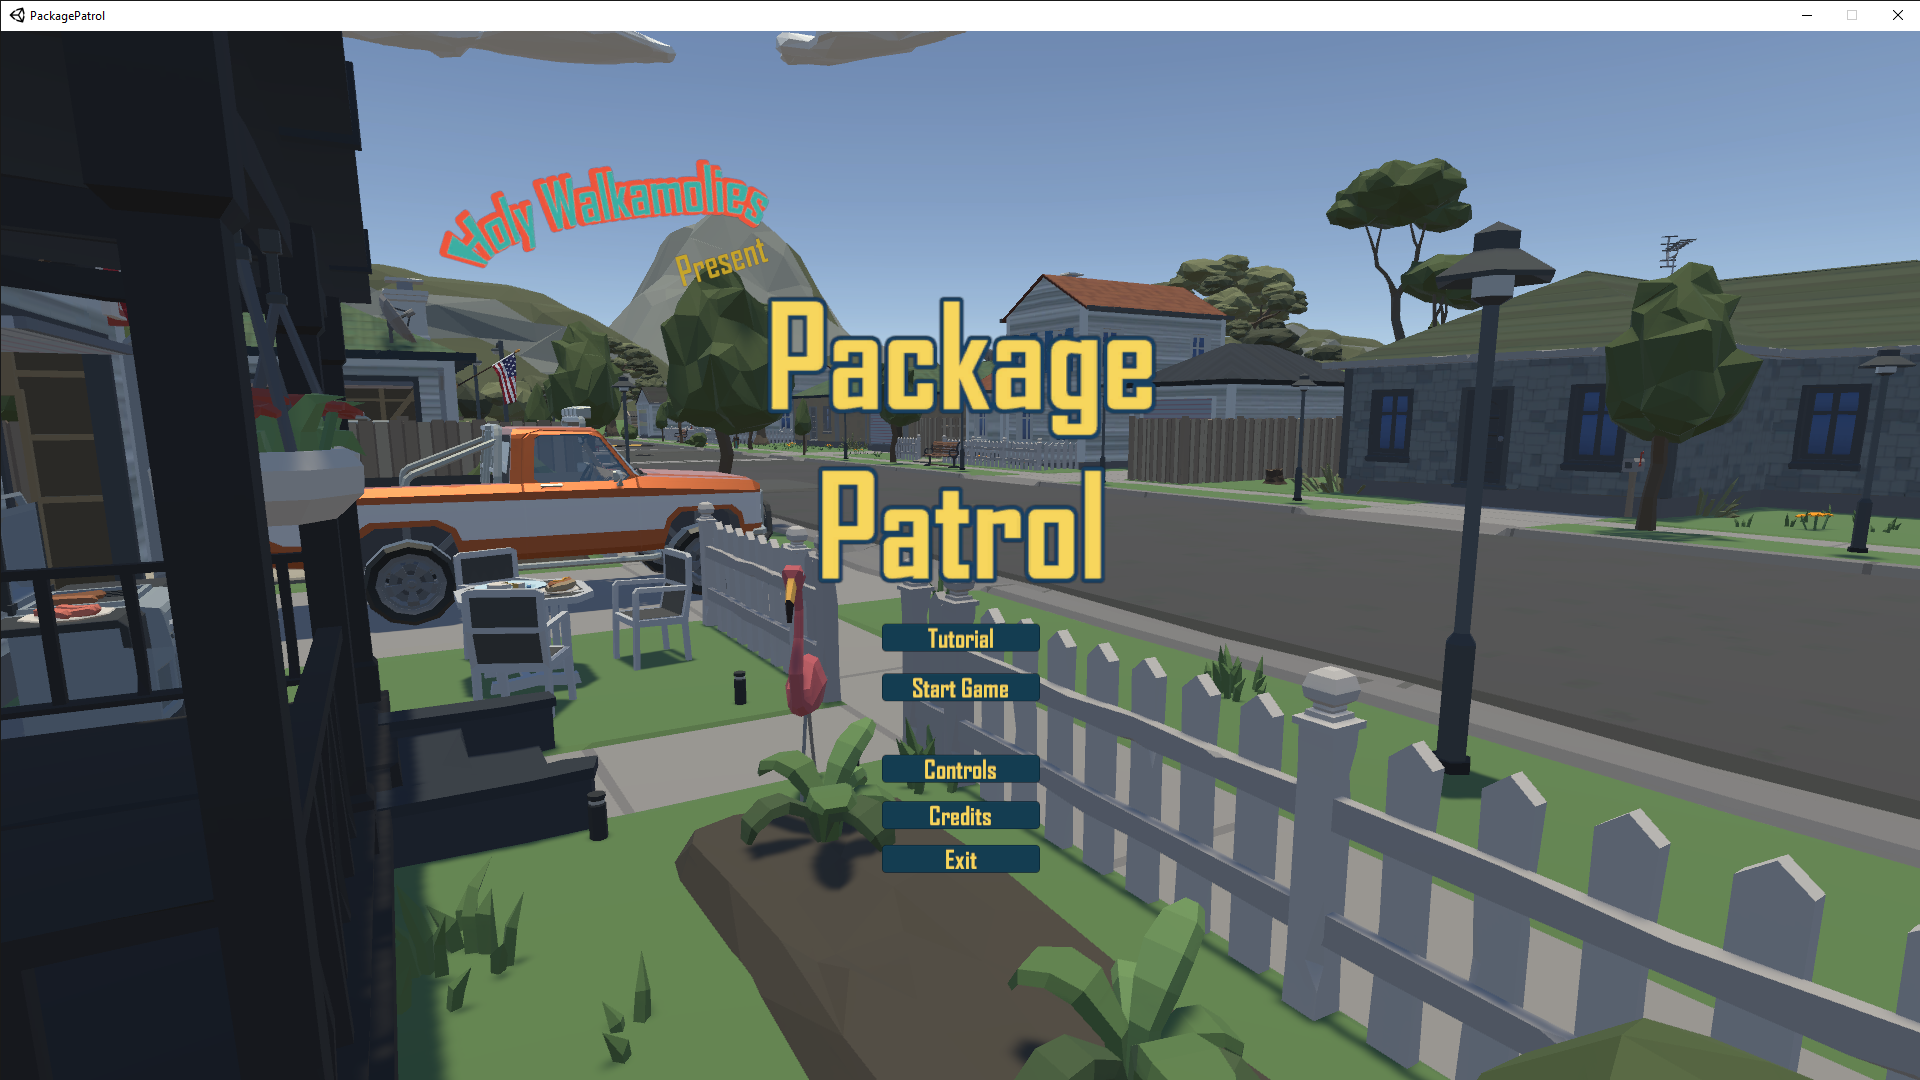 PackagePatrol
Holy Walkamolies
Present
Package
Patrol
Tutorial
Start Game
Controls
Credits
Exit